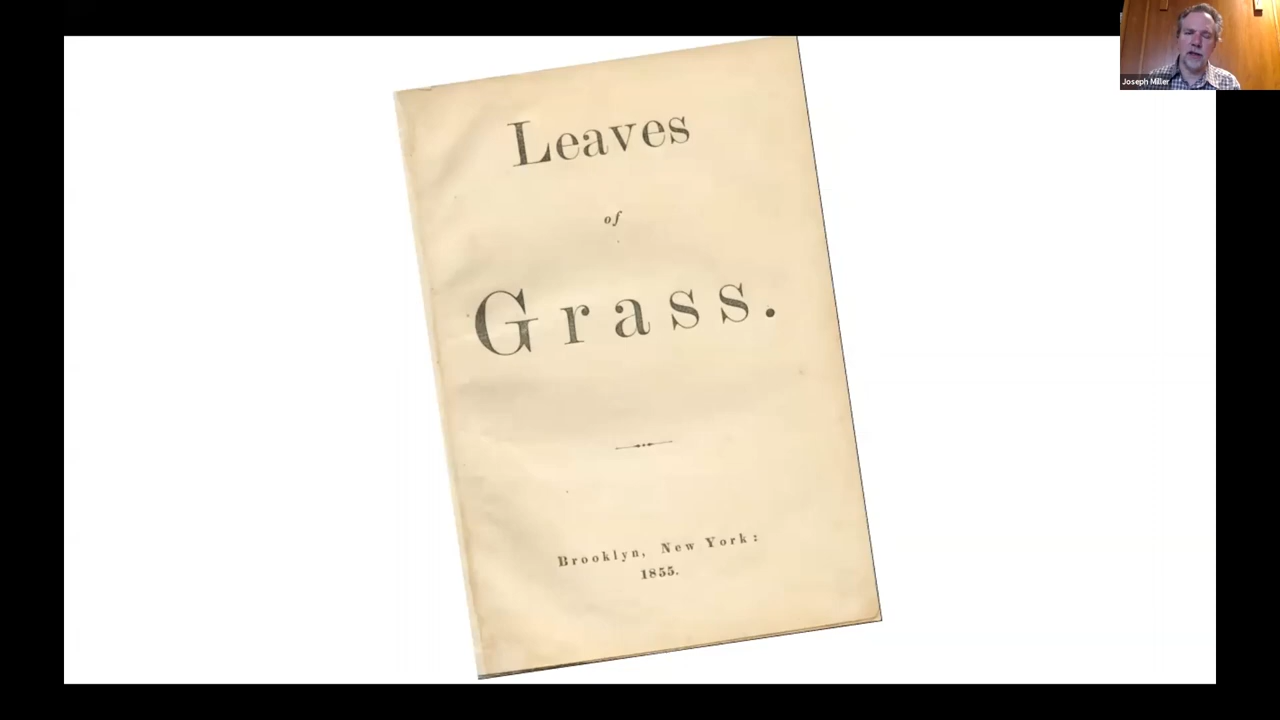 Leaves
of
Grass.
Brooklyn, New York:
1855.
Joseph Miller